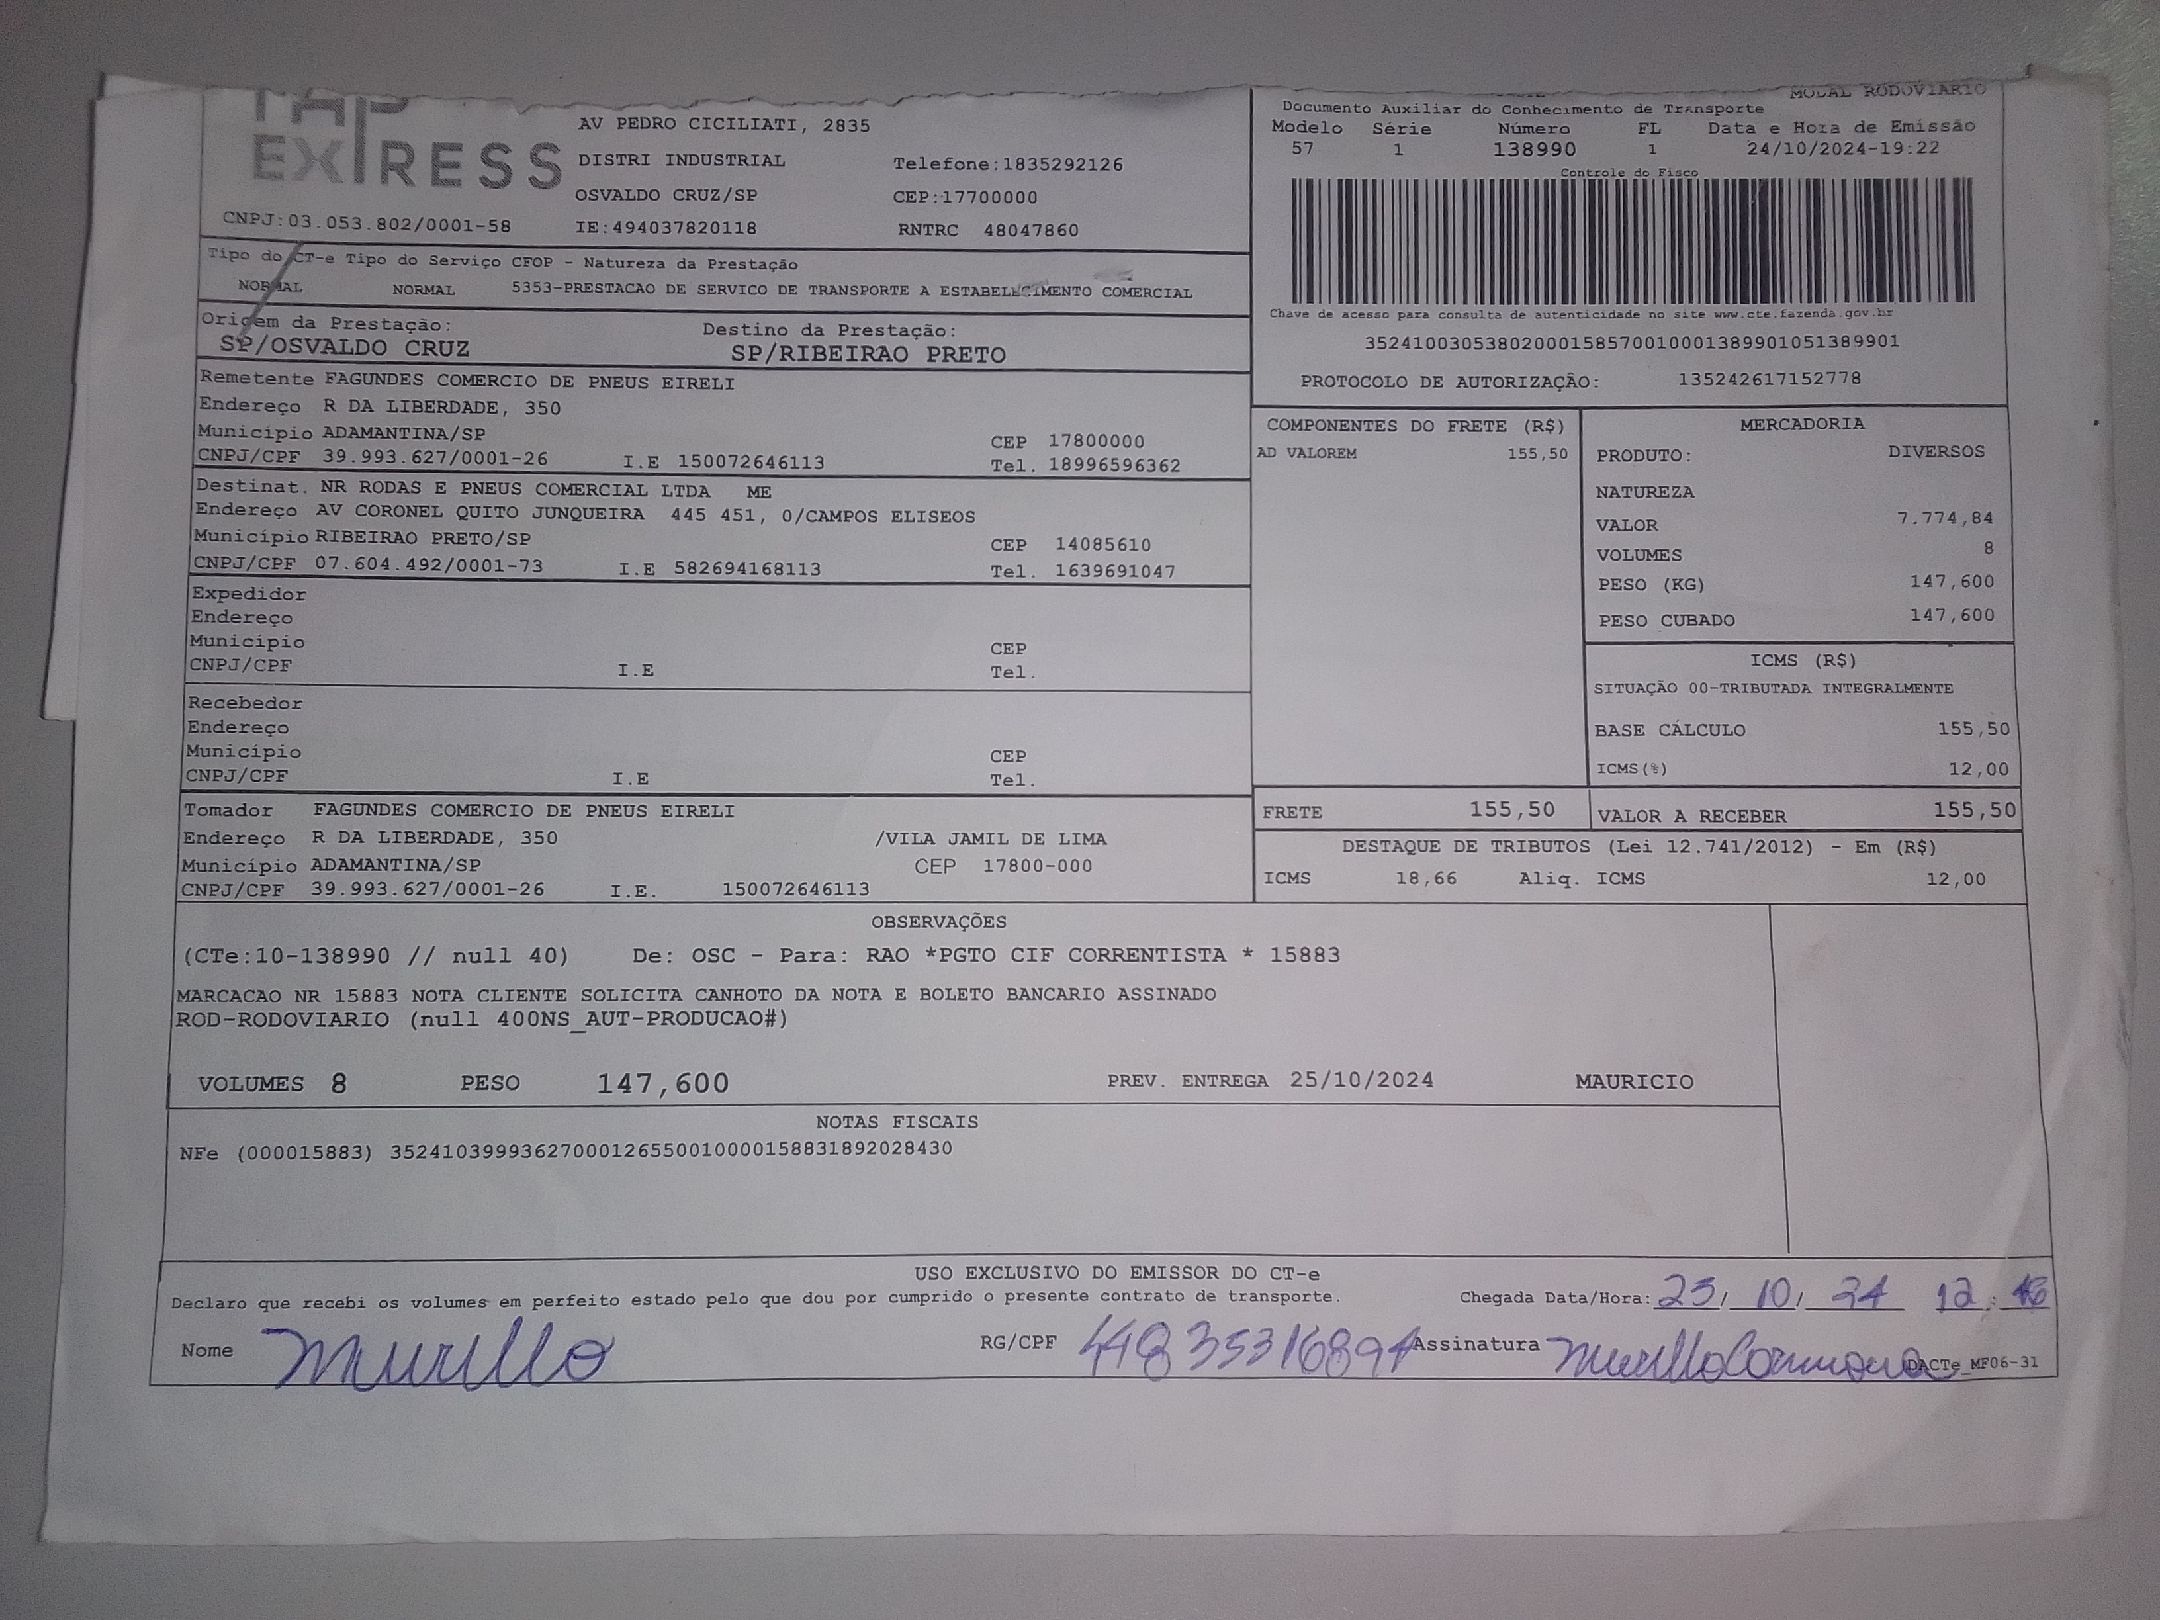 TAP
EXPRESS
AV PEDRO CICILIATI, 2835
DISTRI INDUSTRIAL Telefone:1835292126
OSVALDO CRUZ/SP CEP:17700000
CNPJ:03.053.802/0001-58 IE:494037820118 RNTRC 48047860
MODAL RODOVIARIO
Documento Auxiliar do Conhecimento de Transporte
Modelo Série Número FL Data e Hora de Emissão
57 1 138990 1 24/10/2024-19:22
Controle do Fisco
Chave de acesso para consulta de autenticidade no site www.cte.fazenda.gov.br
35241003053802000158570010001389901051389901
PROTOCOLO DE AUTORIZAÇÃO: 135242617152778
Tipo do CT-e Tipo do Serviço CFOP - Natureza da Prestação
NORMAL NORMAL 5353-PRESTACAO DE SERVICO DE TRANSPORTE A ESTABELECIMENTO COMERCIAL
Origem da Prestação: Destino da Prestação:
SP/OSVALDO CRUZ SP/RIBEIRAO PRETO
Remetente FAGUNDES COMERCIO DE PNEUS EIRELI
Endereço R DA LIBERDADE, 350
Município ADAMANTINA/SP CEP 17800000
CNPJ/CPF 39.993.627/0001-26 I.E 150072646113 Tel. 18996596362
Destinat. NR RODAS E PNEUS COMERCIAL LTDA ME
Endereço AV CORONEL QUITO JUNQUEIRA 445 451, 0/CAMPOS ELISEOS
Município RIBEIRAO PRETO/SP CEP 14085610
CNPJ/CPF 07.604.492/0001-73 I.E 582694168113 Tel. 1639691047
Expedidor
Endereço
Município CEP
CNPJ/CPF I.E Tel.
Recebedor
Endereço
Município CEP
CNPJ/CPF I.E Tel.
Tomador FAGUNDES COMERCIO DE PNEUS EIRELI
Endereço R DA LIBERDADE, 350 /VILA JAMIL DE LIMA
Município ADAMANTINA/SP CEP 17800-000
CNPJ/CPF 39.993.627/0001-26 I.E. 150072646113
COMPONENTES DO FRETE (R$)
AD VALOREM 155,50
MERCADORIA
PRODUTO: DIVERSOS
NATUREZA
VALOR 7.774,84
VOLUMES 8
PESO (KG) 147,600
PESO CUBADO 147,600
ICMS (R$)
SITUAÇÃO 00-TRIBUTADA INTEGRALMENTE
BASE CÁLCULO 155,50
ICMS(%) 12,00
FRETE 155,50 VALOR A RECEBER 155,50
DESTAQUE DE TRIBUTOS (Lei 12.741/2012) - Em (R$)
ICMS 18,66 Aliq. ICMS 12,00
OBSERVAÇÕES
(CTe:10-138990 // null 40) De: OSC - Para: RAO *PGTO CIF CORRENTISTA * 15883
MARCACAO NR 15883 NOTA CLIENTE SOLICITA CANHOTO DA NOTA E BOLETO BANCARIO ASSINADO
ROD-RODOVIARIO (null 400NS_AUT-PRODUCAO#)
VOLUMES 8 PESO 147,600 PREV. ENTREGA 25/10/2024 MAURICIO
NOTAS FISCAIS
NFe (000015883) 35241039993627000126550010000158831892028430
USO EXCLUSIVO DO EMISSOR DO CT-e
Declaro que recebi os volumes em perfeito estado pelo que dou por cumprido o presente contrato de transporte. Chegada Data/Hora: 25/ 10/ 24 12:
Nome Murillo RG/CPF 44835316894 Assinatura Murillo DACTe_MF06-31